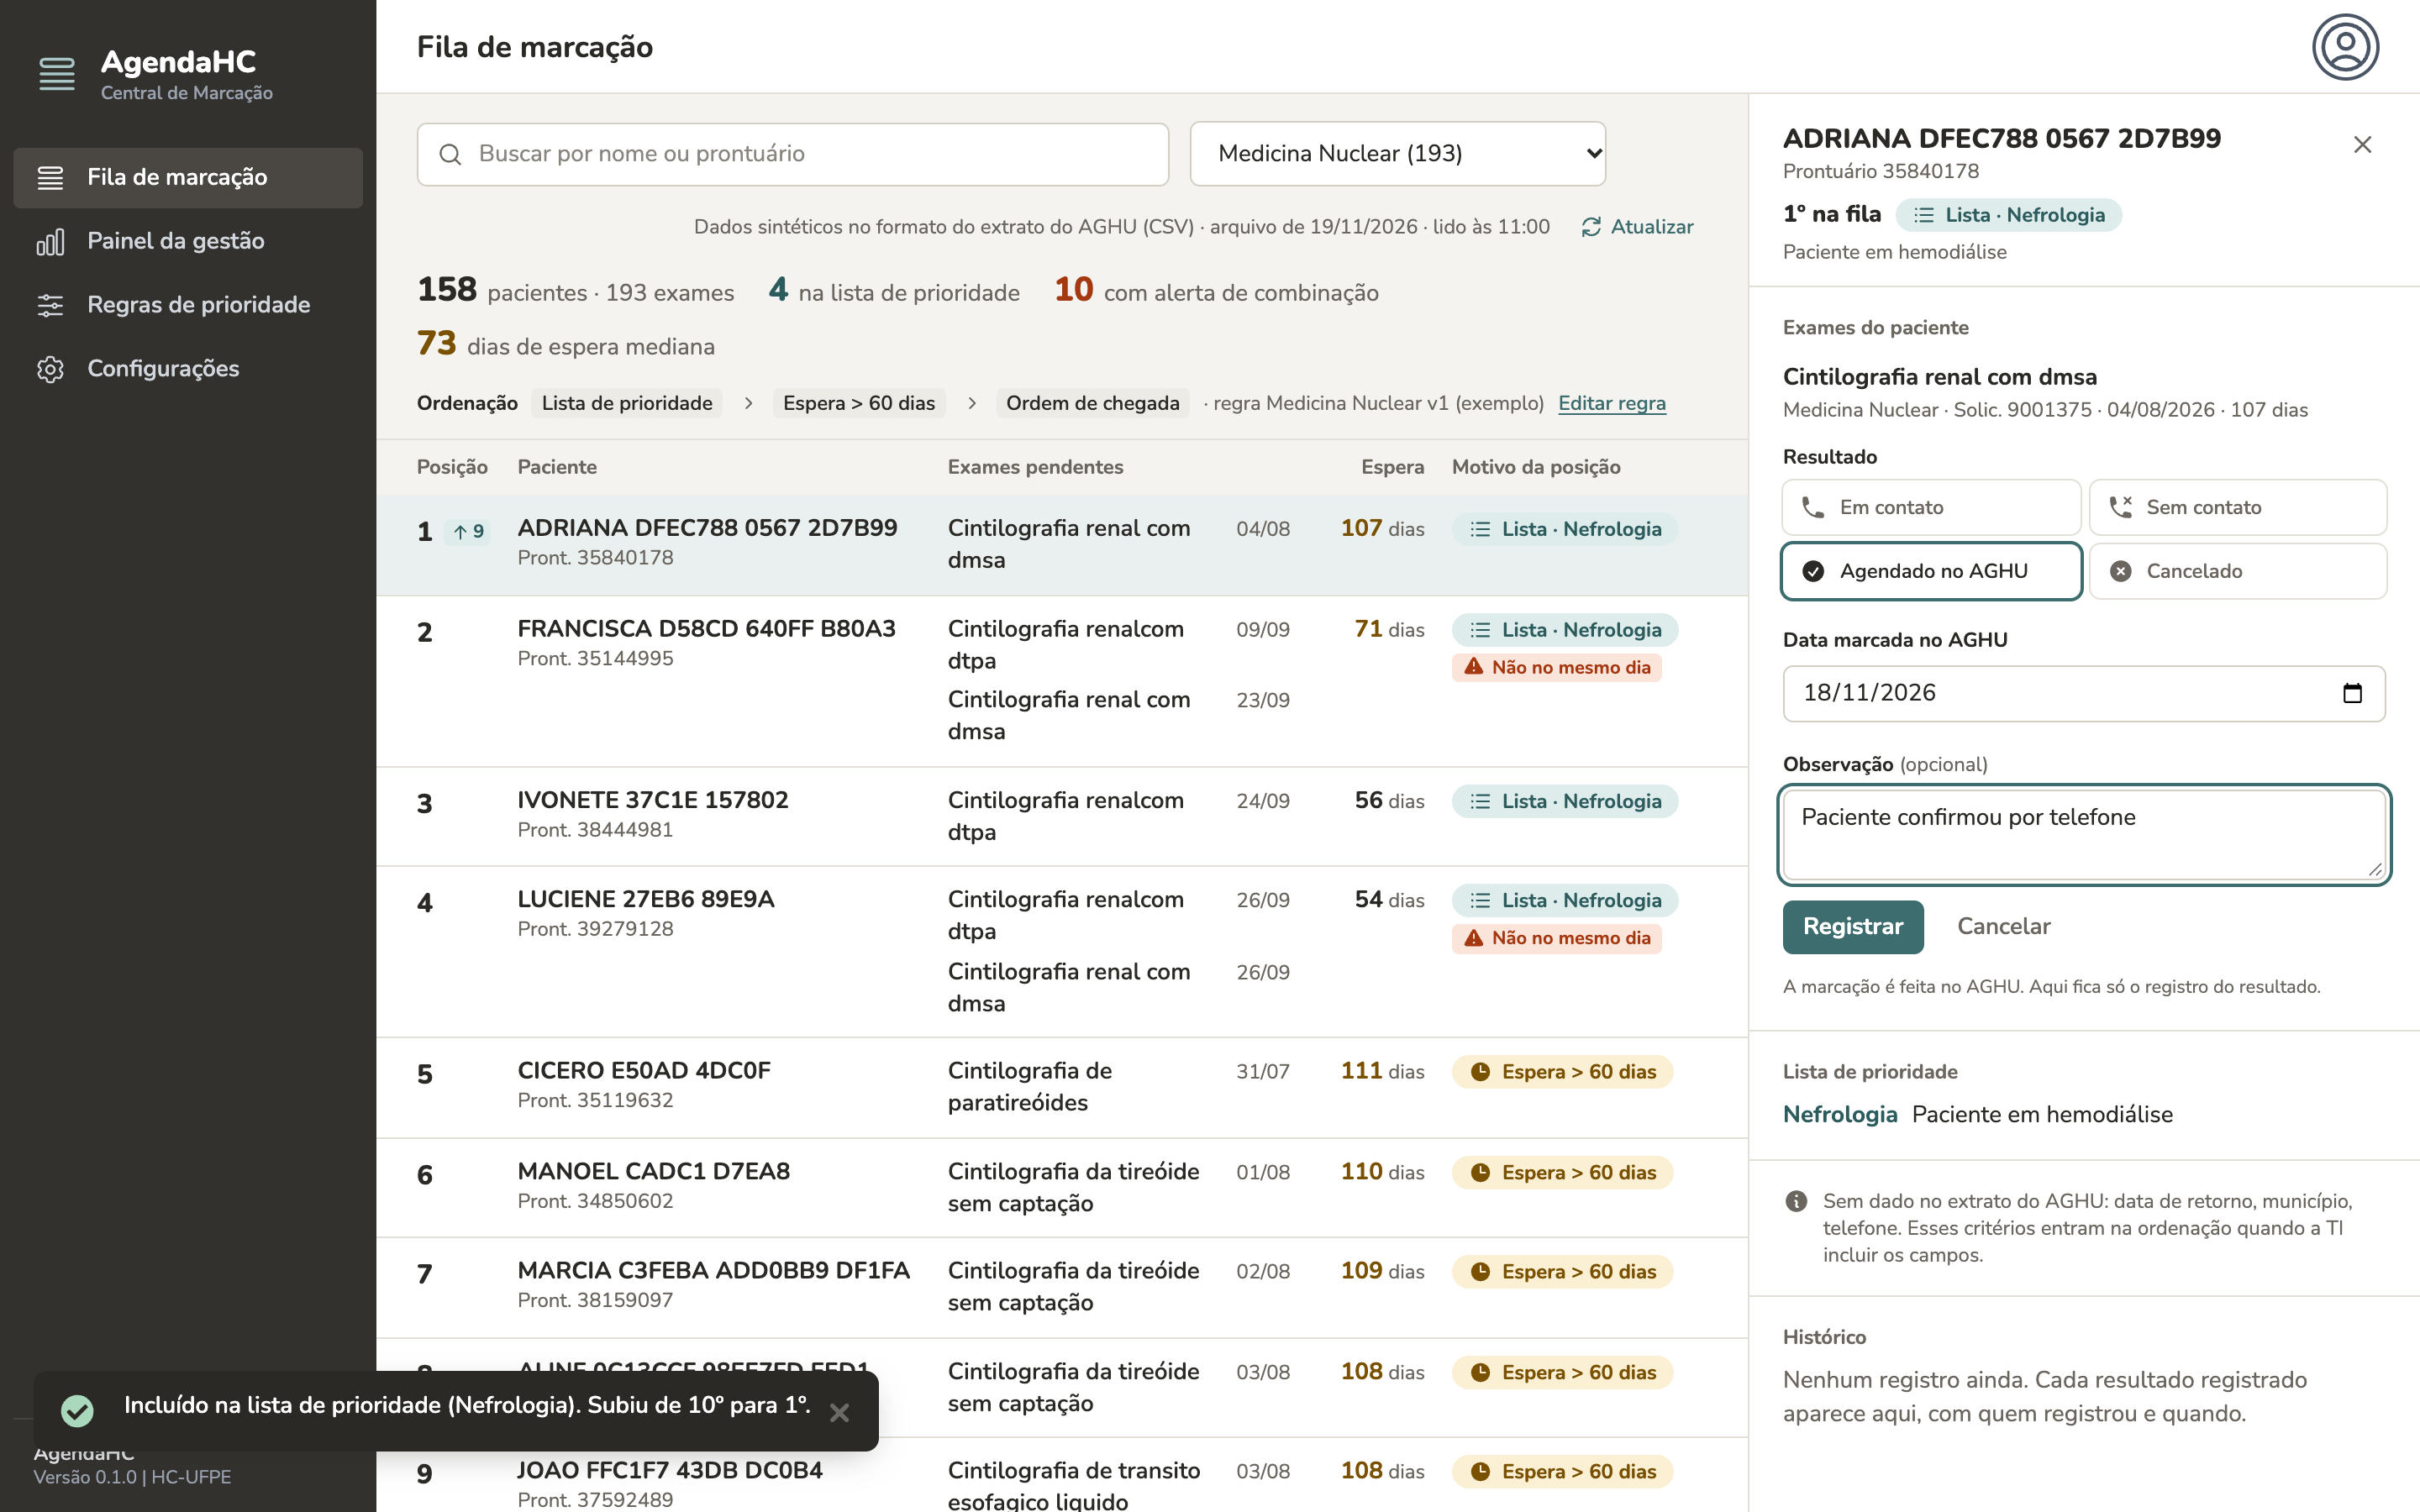 AgendaHC
Central de Marcação
Fila de marcação
Painel da gestão
Regras de prioridade
Configurações
Fila de marcação
Buscar por nome ou prontuário
Medicina Nuclear (193)
Dados sintéticos no formato do extrato do AGHU (CSV) · arquivo de 19/11/2026 · lido às 11:00 Atualizar
158 pacientes · 193 exames 4 na lista de prioridade 10 com alerta de combinação
73 dias de espera mediana
Ordenação Lista de prioridade > Espera > 60 dias > Ordem de chegada · regra Medicina Nuclear v1 (exemplo) Editar regra
Posição Paciente Exames pendentes Espera Motivo da posição
1 ↑ 9 ADRIANA DFEC788 0567 2D7B99 Cintilografia renal com 04/08 107 dias Lista · Nefrologia
Pront. 35840178 dmsa
2 FRANCISCA D58CD 640FF B80A3 Cintilografia renalcom 09/09 71 dias Lista · Nefrologia
Pront. 35144995 dtpa Não no mesmo dia
Cintilografia renal com 23/09
dmsa
3 IVONETE 37C1E 157802 Cintilografia renalcom 24/09 56 dias Lista · Nefrologia
Pront. 38444981 dtpa
4 LUCIENE 27EB6 89E9A Cintilografia renalcom 26/09 54 dias Lista · Nefrologia
Pront. 39279128 dtpa Não no mesmo dia
Cintilografia renal com 26/09
dmsa
5 CICERO E50AD 4DC0F Cintilografia de 31/07 111 dias Espera > 60 dias
Pront. 35119632 paratireóides
6 MANOEL CADC1 D7EA8 Cintilografia da tireóide 01/08 110 dias Espera > 60 dias
Pront. 34850602 sem captação
7 MARCIA C3FEBA ADD0BB9 DF1FA Cintilografia da tireóide 02/08 109 dias Espera > 60 dias
Pront. 38159097 sem captação
Cintilografia da tireóide 03/08 108 dias Espera > 60 dias
sem captação
9 JOAO FFC1F7 43DB DC0B4 Cintilografia de transito 03/08 108 dias Espera > 60 dias
Pront. 37592489 esofagico liquido
Incluído na lista de prioridade (Nefrologia). Subiu de 10º para 1º.
AgendaHC
Versão 0.1.0 | HC-UFPE
ADRIANA DFEC788 0567 2D7B99
Prontuário 35840178
1º na fila Lista · Nefrologia
Paciente em hemodiálise
Exames do paciente
Cintilografia renal com dmsa
Medicina Nuclear · Solic. 9001375 · 04/08/2026 · 107 dias
Resultado
Em contato Sem contato
Agendado no AGHU Cancelado
Data marcada no AGHU
18/11/2026
Observação (opcional)
Paciente confirmou por telefone
Registrar Cancelar
A marcação é feita no AGHU. Aqui fica só o registro do resultado.
Lista de prioridade
Nefrologia Paciente em hemodiálise
Sem dado no extrato do AGHU: data de retorno, município,
telefone. Esses critérios entram na ordenação quando a TI
incluir os campos.
Histórico
Nenhum registro ainda. Cada resultado registrado
aparece aqui, com quem registrou e quando.